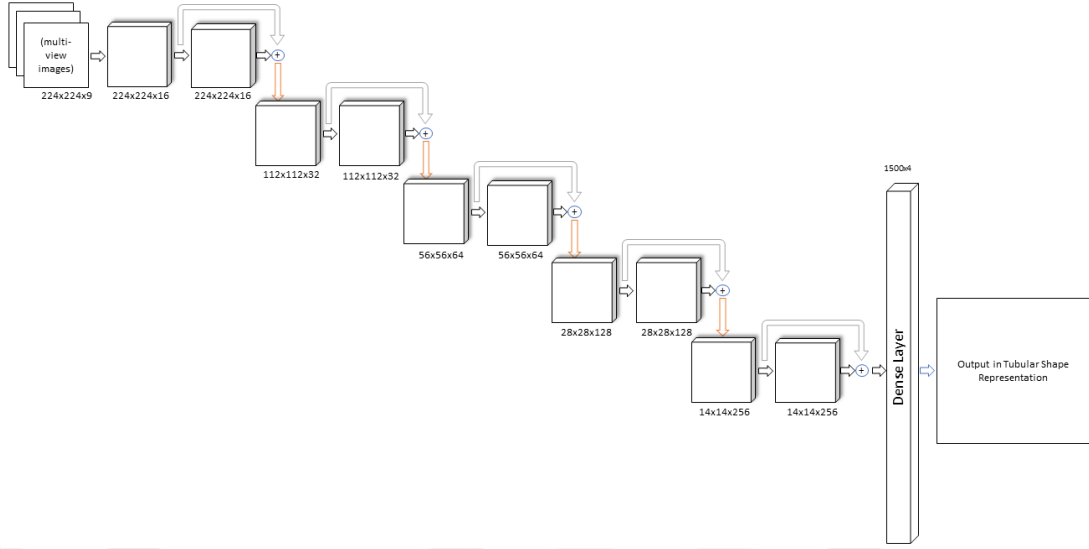 (multi-
view
images)
224x224x9
224x224x16
224x224x16
+
112x112x32
112x112x32
+
56x56x64
56x56x64
+
28x28x128
28x28x128
+
14x14x256
14x14x256
+
1500x4
Dense Layer
Output in Tubular Shape
Representation